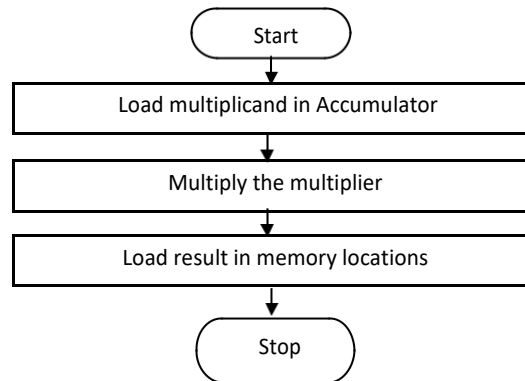 Start
Load multiplicand in Accumulator
Multiply the multiplier
Load result in memory locations
Stop